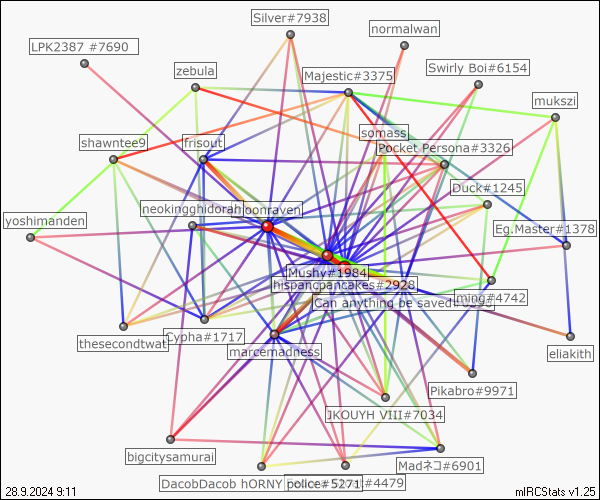 Silver#7938
normalwan
LPK2387 #7690
zebula
Majestic#3375
Swirly Boi#6154
mukszi
somass
shawntee9
frisout
Pocket Persona#3326
Duck#1245
neokingghidorah
oonraven
yoshimanden
Eg.Master#1378
Mushy#1984
hispancpancakes#2928
Can anything be saved
ming#4742
thesecondtwat
Cypha#1717
marcemadness
eliakith
Pikabro#9971
JKOUYH VIII#7034
bigcitysamurai
Madネコ#6901
DacobDacob hORNY police#5271
#4479
28.9.2024 9:11
mIRCStats v1.25